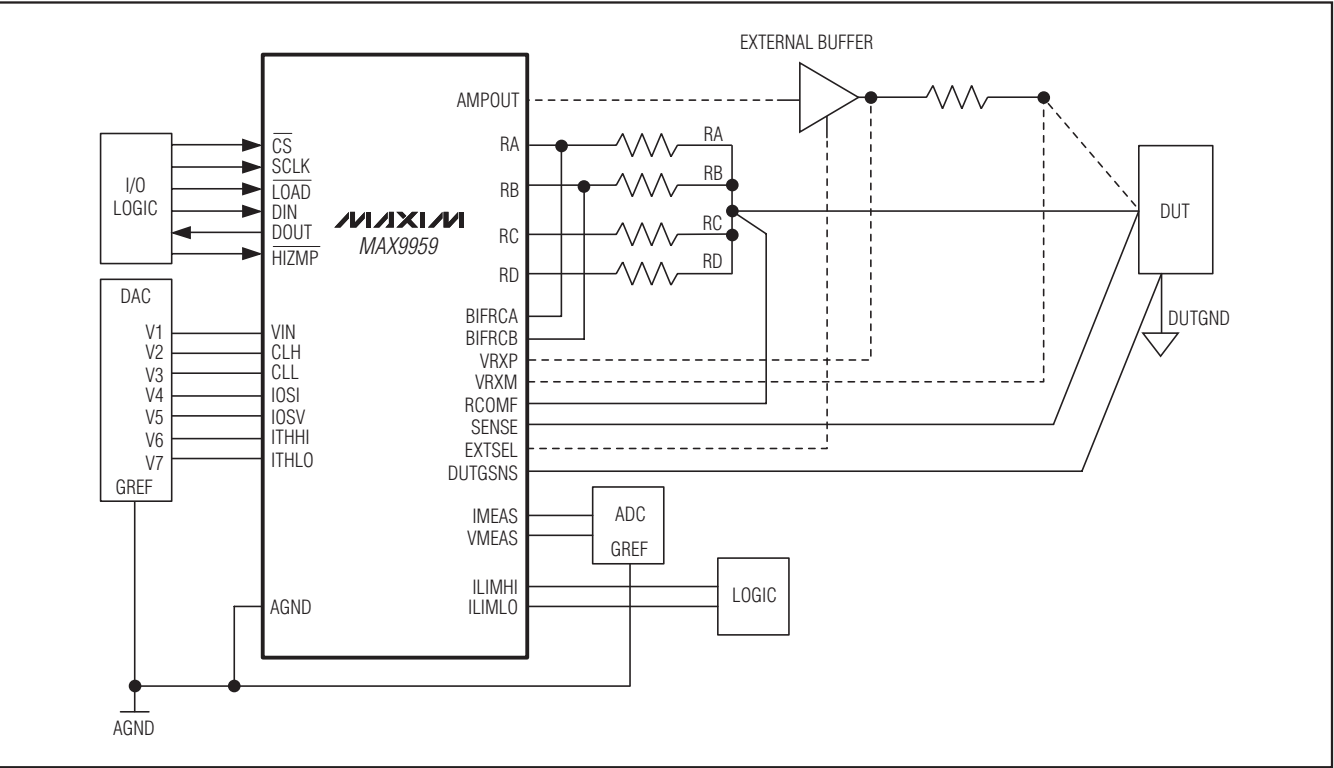 EXTERNAL BUFFER
I/O
LOGIC
CS
SCLK
LOAD
DIN
DOUT
HIZMP
DAC
V1
V2
V3
V4
V5
V6
V7
GREF
VIN
CLH
CLL
IOSI
IOSV
ITHHI
ITHLO
AGND
AGND
MAXIM
MAX9959
AMPOUT
RA
RB
RC
RD
BIFRCA
BIFRCB
VRXP
VRXM
RCOMF
SENSE
EXTSEL
DUTGSNS
IMEAS
VMEAS
ILIMHI
ILIMLO
RA
RB
RC
RD
ADC
GREF
LOGIC
DUT
DUTGND